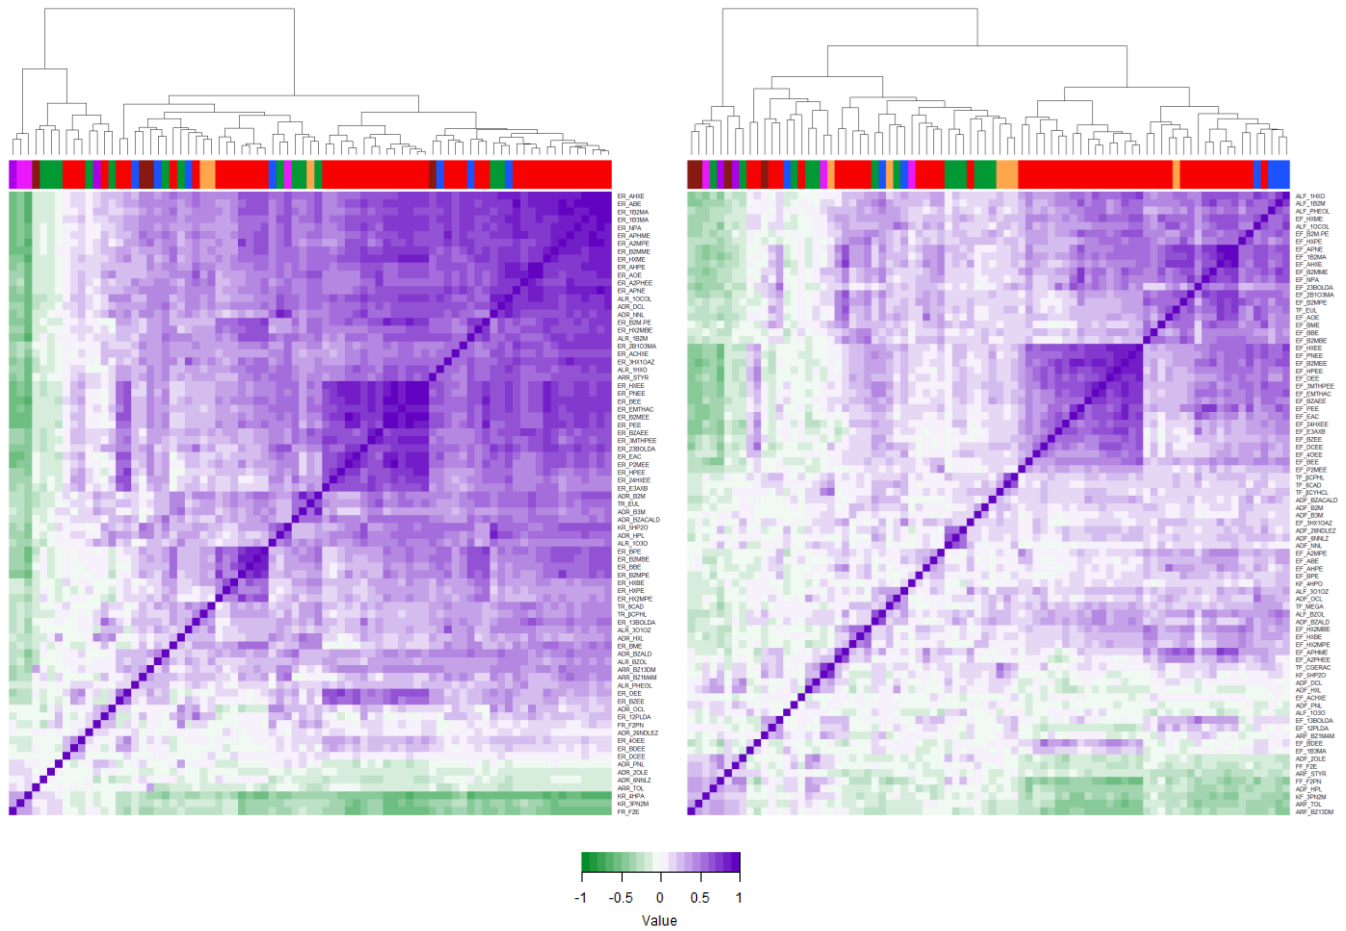 ER_AHXE
ER_ABE
ER_1B2MA
ER_1B3MA
ER_NPA
ER_APHME
ER_A2MPE
ER_B2MME
ER_HXME
ER_AHPE
ER_AOE
ER_A2PHEE
ER_APNE
ALR_1OCOL
ADR_DCL
ADR_NNL
ER_B2M.PE
ER_HX2MBE
ALR_1B2M
ER_2B1O3MA
ER_ACHXE
ER_3HX1OAZ
ALR_1HXO
ARR_STYR
ER_HXEE
ER_PNEE
ER_BEE
ER_EMTHAC
ER_B2MEE
ER_PEE
ER_BZAEE
ER_3MTHPEE
ER_23BOLDA
ER_EAC
ER_P2MEE
ER_HPEE
ER_24HXEE
ER_E3AXB
ADR_B2M
TR_EUL
ADR_B3M
ADR_BZACALD
KR_5HP2O
ADR_HPL
ALR_1O3O
ER_BPE
ER_B2MBE
ER_BBE
ER_B2MPE
ER_HXBE
ER_HXPE
ER_HX2MPE
TR_BCAD
TR_BCPHL
ER_13BOLDA
ALR_3O1OZ
ADR_HXL
ER_BME
ADR_BZALD
ALR_BZOL
ARR_BZ13DM
ARR_BZ1M4M
ALR_PHEOL
ER_OEE
ER_BZEE
ADR_OCL
ER_12PLDA
FR_F2PN
ADR_26NDLEZ
ER_4OEE
ER_BDEE
ER_DCEE
ADR_PNL
ADR_2OLE
ADR_6NNLZ
ARR_TOL
KR_4HPA
KR_3PN2M
FR_F2E
ALF_1HXO
ALF_1B2M
ALF_PHEOL
EF_HXME
ALF_1OCOL
EF_B2M.PE
EF_HXPE
EF_APNE
EF_1B2MA
EF_AHXE
EF_B2MME
EF_NPA
EF_23BOLDA
EF_2B1O3MA
EF_B2MPE
TF_EUL
EF_AOE
EF_BME
EF_BBE
EF_B2MBE
EF_HXEE
EF_PNEE
EF_B2MEE
EF_HPEE
EF_OEE
EF_3MTHPEE
EF_EMTHAC
EF_BZAEE
EF_PEE
EF_EAC
EF_24HXEE
EF_E3AXB
EF_BZEE
EF_DCEE
EF_4OEE
EF_BEE
EF_P2MEE
TF_BCPHL
TF_BCAD
TF_BCYHCL
ADF_BZACALD
ADF_B2M
ADF_B3M
EF_3HX1OAZ
ADF_26NDLEZ
ADF_6NNLZ
ADF_NNL
EF_A2MPE
EF_ABE
EF_AHPE
EF_BPE
KF_4HPO
ALF_3O1OZ
ADF_OCL
TF_MEGA
ALF_BZOL
ADF_BZALD
EF_HX2MBE
EF_HXBE
EF_HX2MPE
EF_APHME
EF_A2PHEE
TF_CGERAC
KF_5HP2O
ADF_DCL
ADF_HXL
EF_ACHXE
ADF_PNL
ALF_1O3O
EF_13BOLDA
EF_12PLDA
ARF_BZ1M4M
EF_BDEE
EF_1B3MA
ADF_2OLE
FF_F2E
ARF_STYR
FF_F2PN
ADF_HPL
KF_3PN2M
ARF_TOL
ARF_BZ13DM
-1 -0.5 0 0.5 1
Value